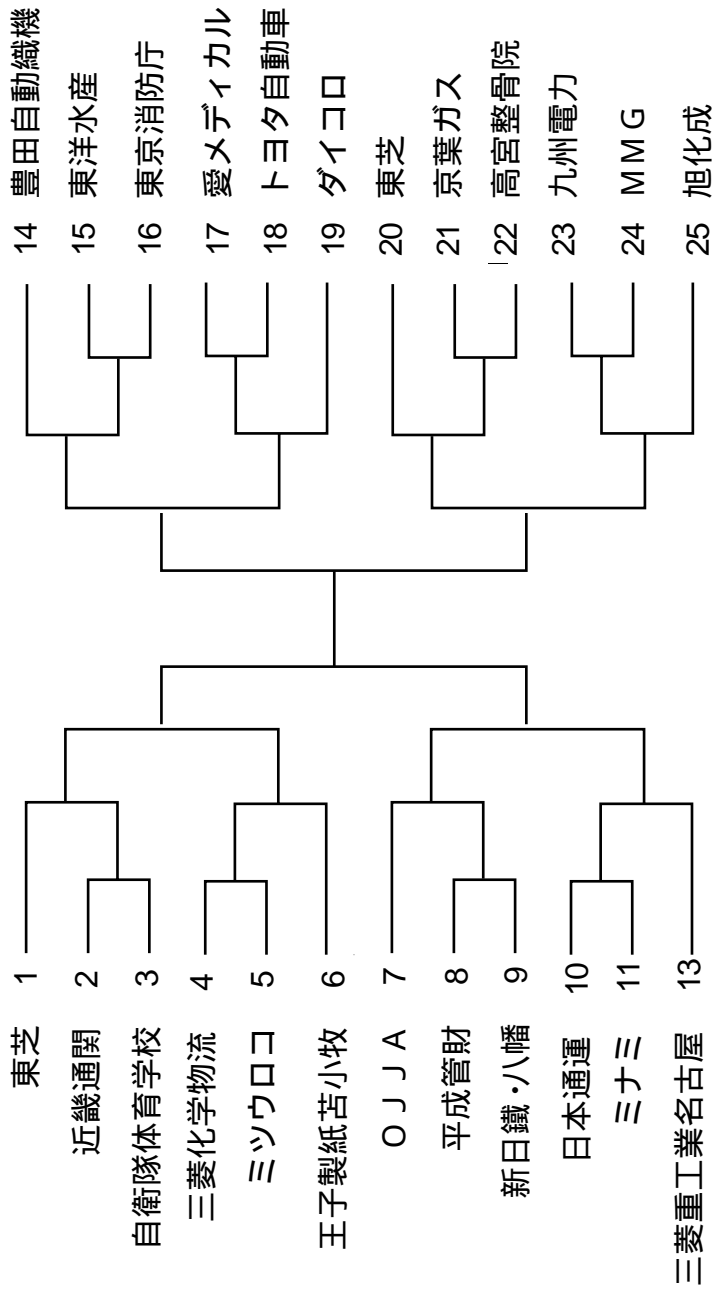 東芝 1
近畿通関 2
自衛隊体育学校 3
三菱化学物流 4
ミツウロコ 5
王子製紙苫小牧 6
ＯＪＪＡ 7
平成管財 8
新日鐵・八幡 9
日本通運 10
ミナミ 11
三菱重工業名古屋 13
14 豊田自動織機
15 東洋水産
16 東京消防庁
17 愛メディカル
18 トヨタ自動車
19 ダイコロ
20 東芝
21 京葉ガス
22 高宮整骨院
23 九州電力
24 ＭＭＧ
25 旭化成